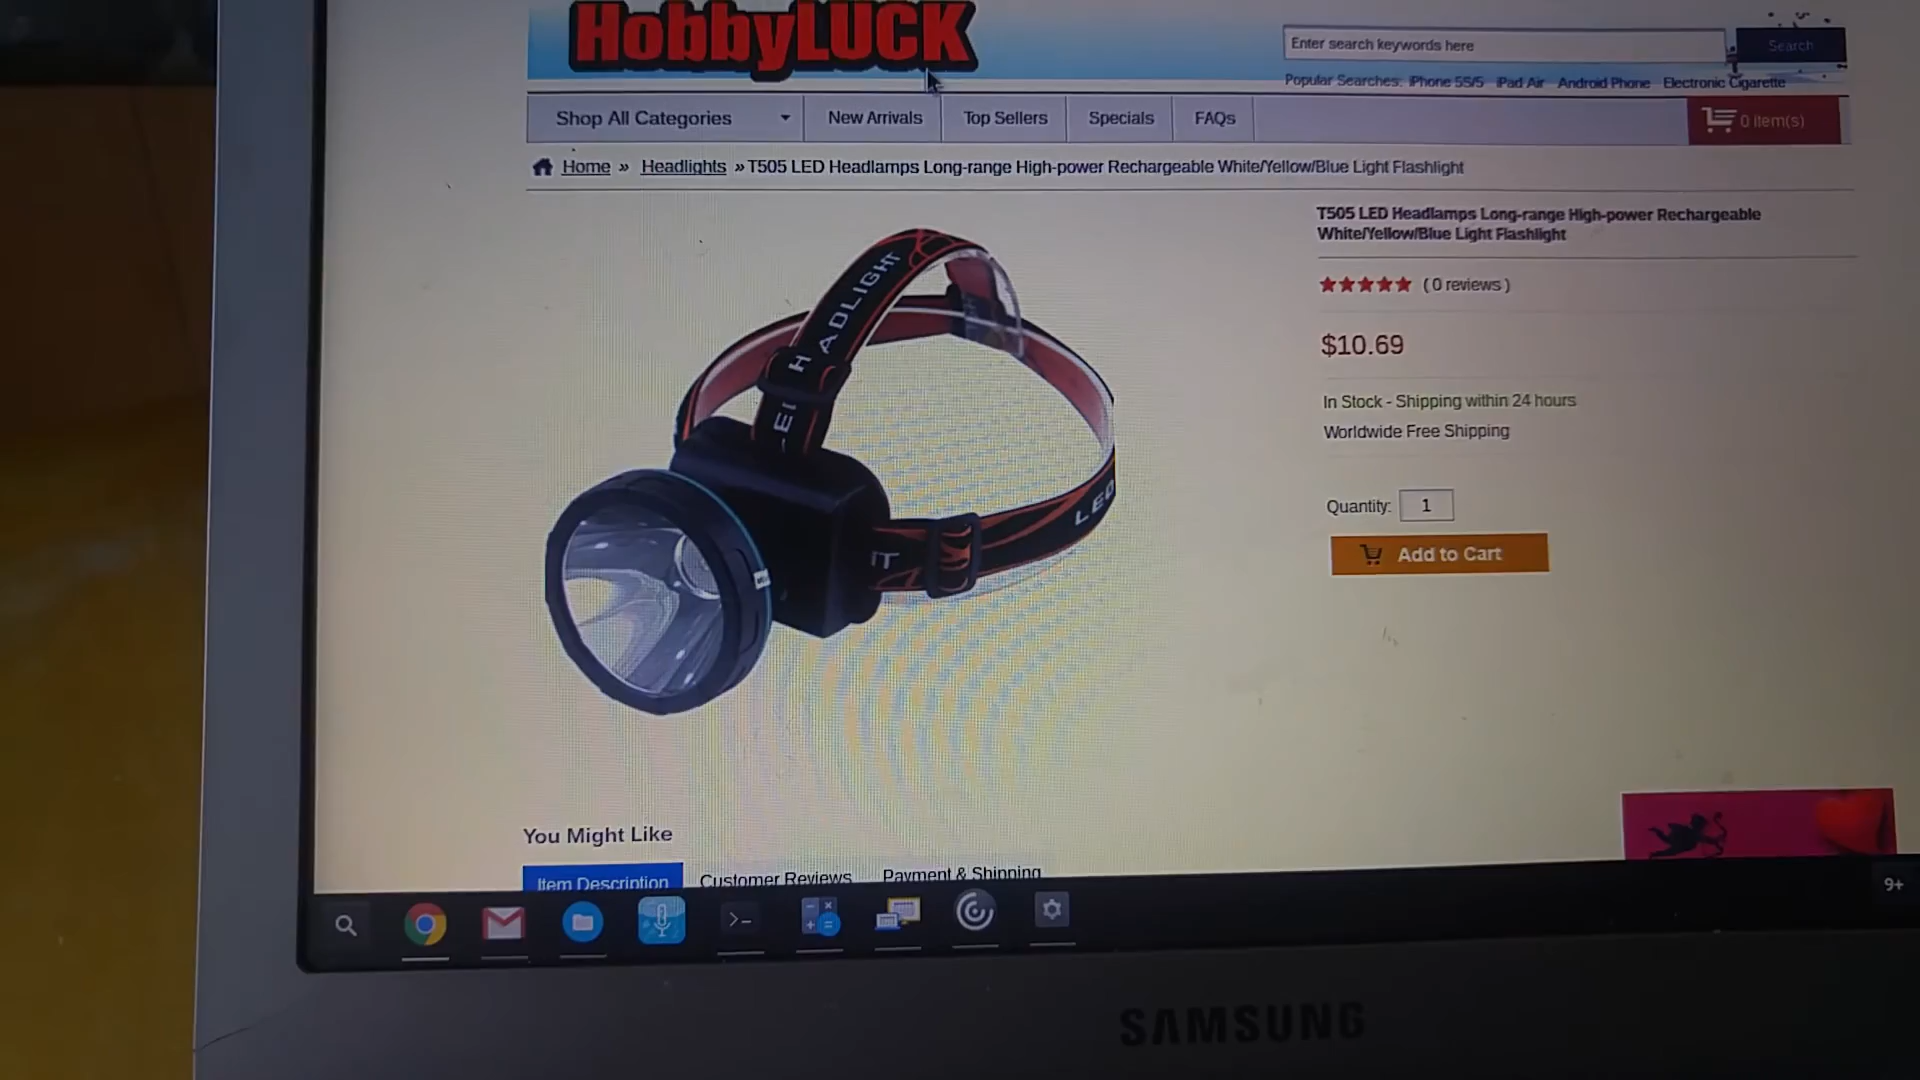 HobbyLUCK
Enter search keywords here
Search
Popular Searches: iPhone 5S/5 iPad Air Android Phone Electronic Cigarette
Shop All Categories New Arrivals Top Sellers Specials FAQs
0 item(s)
Home » Headlights » T505 LED Headlamps Long-range High-power Rechargeable White/Yellow/Blue Light Flashlight
T505 LED Headlamps Long-range High-power Rechargeable
White/Yellow/Blue Light Flashlight
( 0 reviews )
$10.69
In Stock - Shipping within 24 hours
Worldwide Free Shipping
Quantity: 1
Add to Cart
You Might Like
Item Description Customer Reviews Payment & Shipping
9+
SAMSUNG